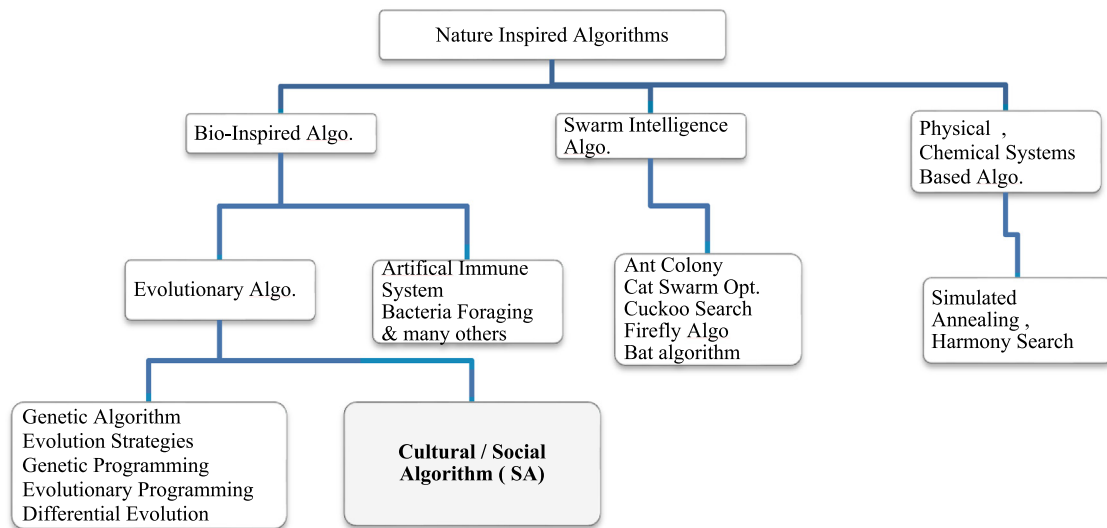 Nature Inspired Algorithms
Bio-Inspired Algo.
Swarm Intelligence
Algo.
Physical ,
Chemical Systems
Based Algo.
Evolutionary Algo.
Artifical Immune
System
Bacteria Foraging
& many others
Ant Colony
Cat Swarm Opt.
Cuckoo Search
Firefly Algo
Bat algorithm
Simulated
Annealing ,
Harmony Search
Genetic Algorithm
Evolution Strategies
Genetic Programming
Evolutionary Programming
Differential Evolution
Cultural / Social
Algorithm ( SA)